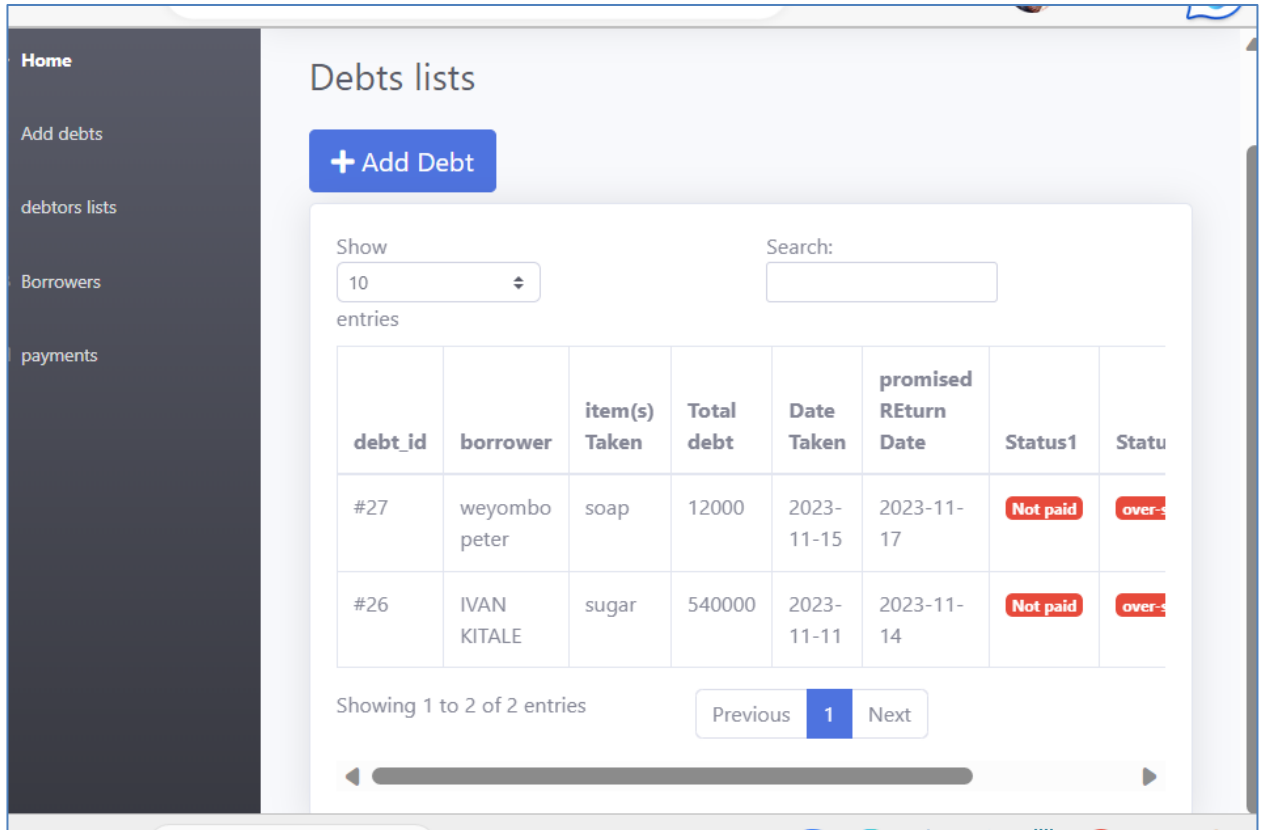 Home
Add debts
debtors lists
Borrowers
payments
Debts lists
+ Add Debt
Show
10
entries
Search:
debt_id
borrower
item(s)
Taken
Total
debt
Date
Taken
promised
REturn
Date
Status1
Statu
#27
weyombo
peter
soap
12000
2023-
11-15
2023-11-
17
Not paid
over-s
#26
IVAN
KITALE
sugar
540000
2023-
11-11
2023-11-
14
Not paid
over-s
Showing 1 to 2 of 2 entries
Previous
1
Next